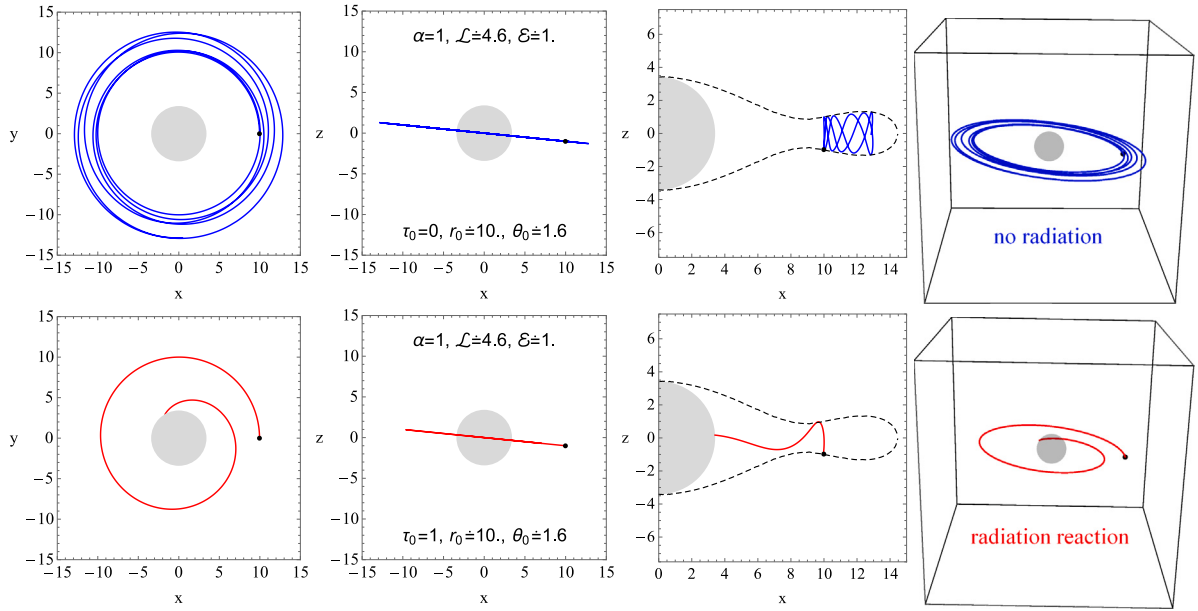 15
10
5
y 0
−5
−10
−15
−15 −10 −5 0 5 10 15
x
15
10
5
z 0
−5
−10
−15
−15 −10 −5 0 5 10 15
x
α=1, ℒ≐4.6, ℰ≐1.
τ₀=0, r₀≐10., θ₀≐1.6
6
4
2
z 0
−2
−4
−6
0 2 4 6 8 10 12 14
x
no radiation
15
10
5
y 0
−5
−10
−15
−15 −10 −5 0 5 10 15
x
15
10
5
z 0
−5
−10
−15
−15 −10 −5 0 5 10 15
x
α=1, ℒ≐4.6, ℰ≐1.
τ₀=1, r₀≐10., θ₀≐1.6
6
4
2
z 0
−2
−4
−6
0 2 4 6 8 10 12 14
x
radiation reaction